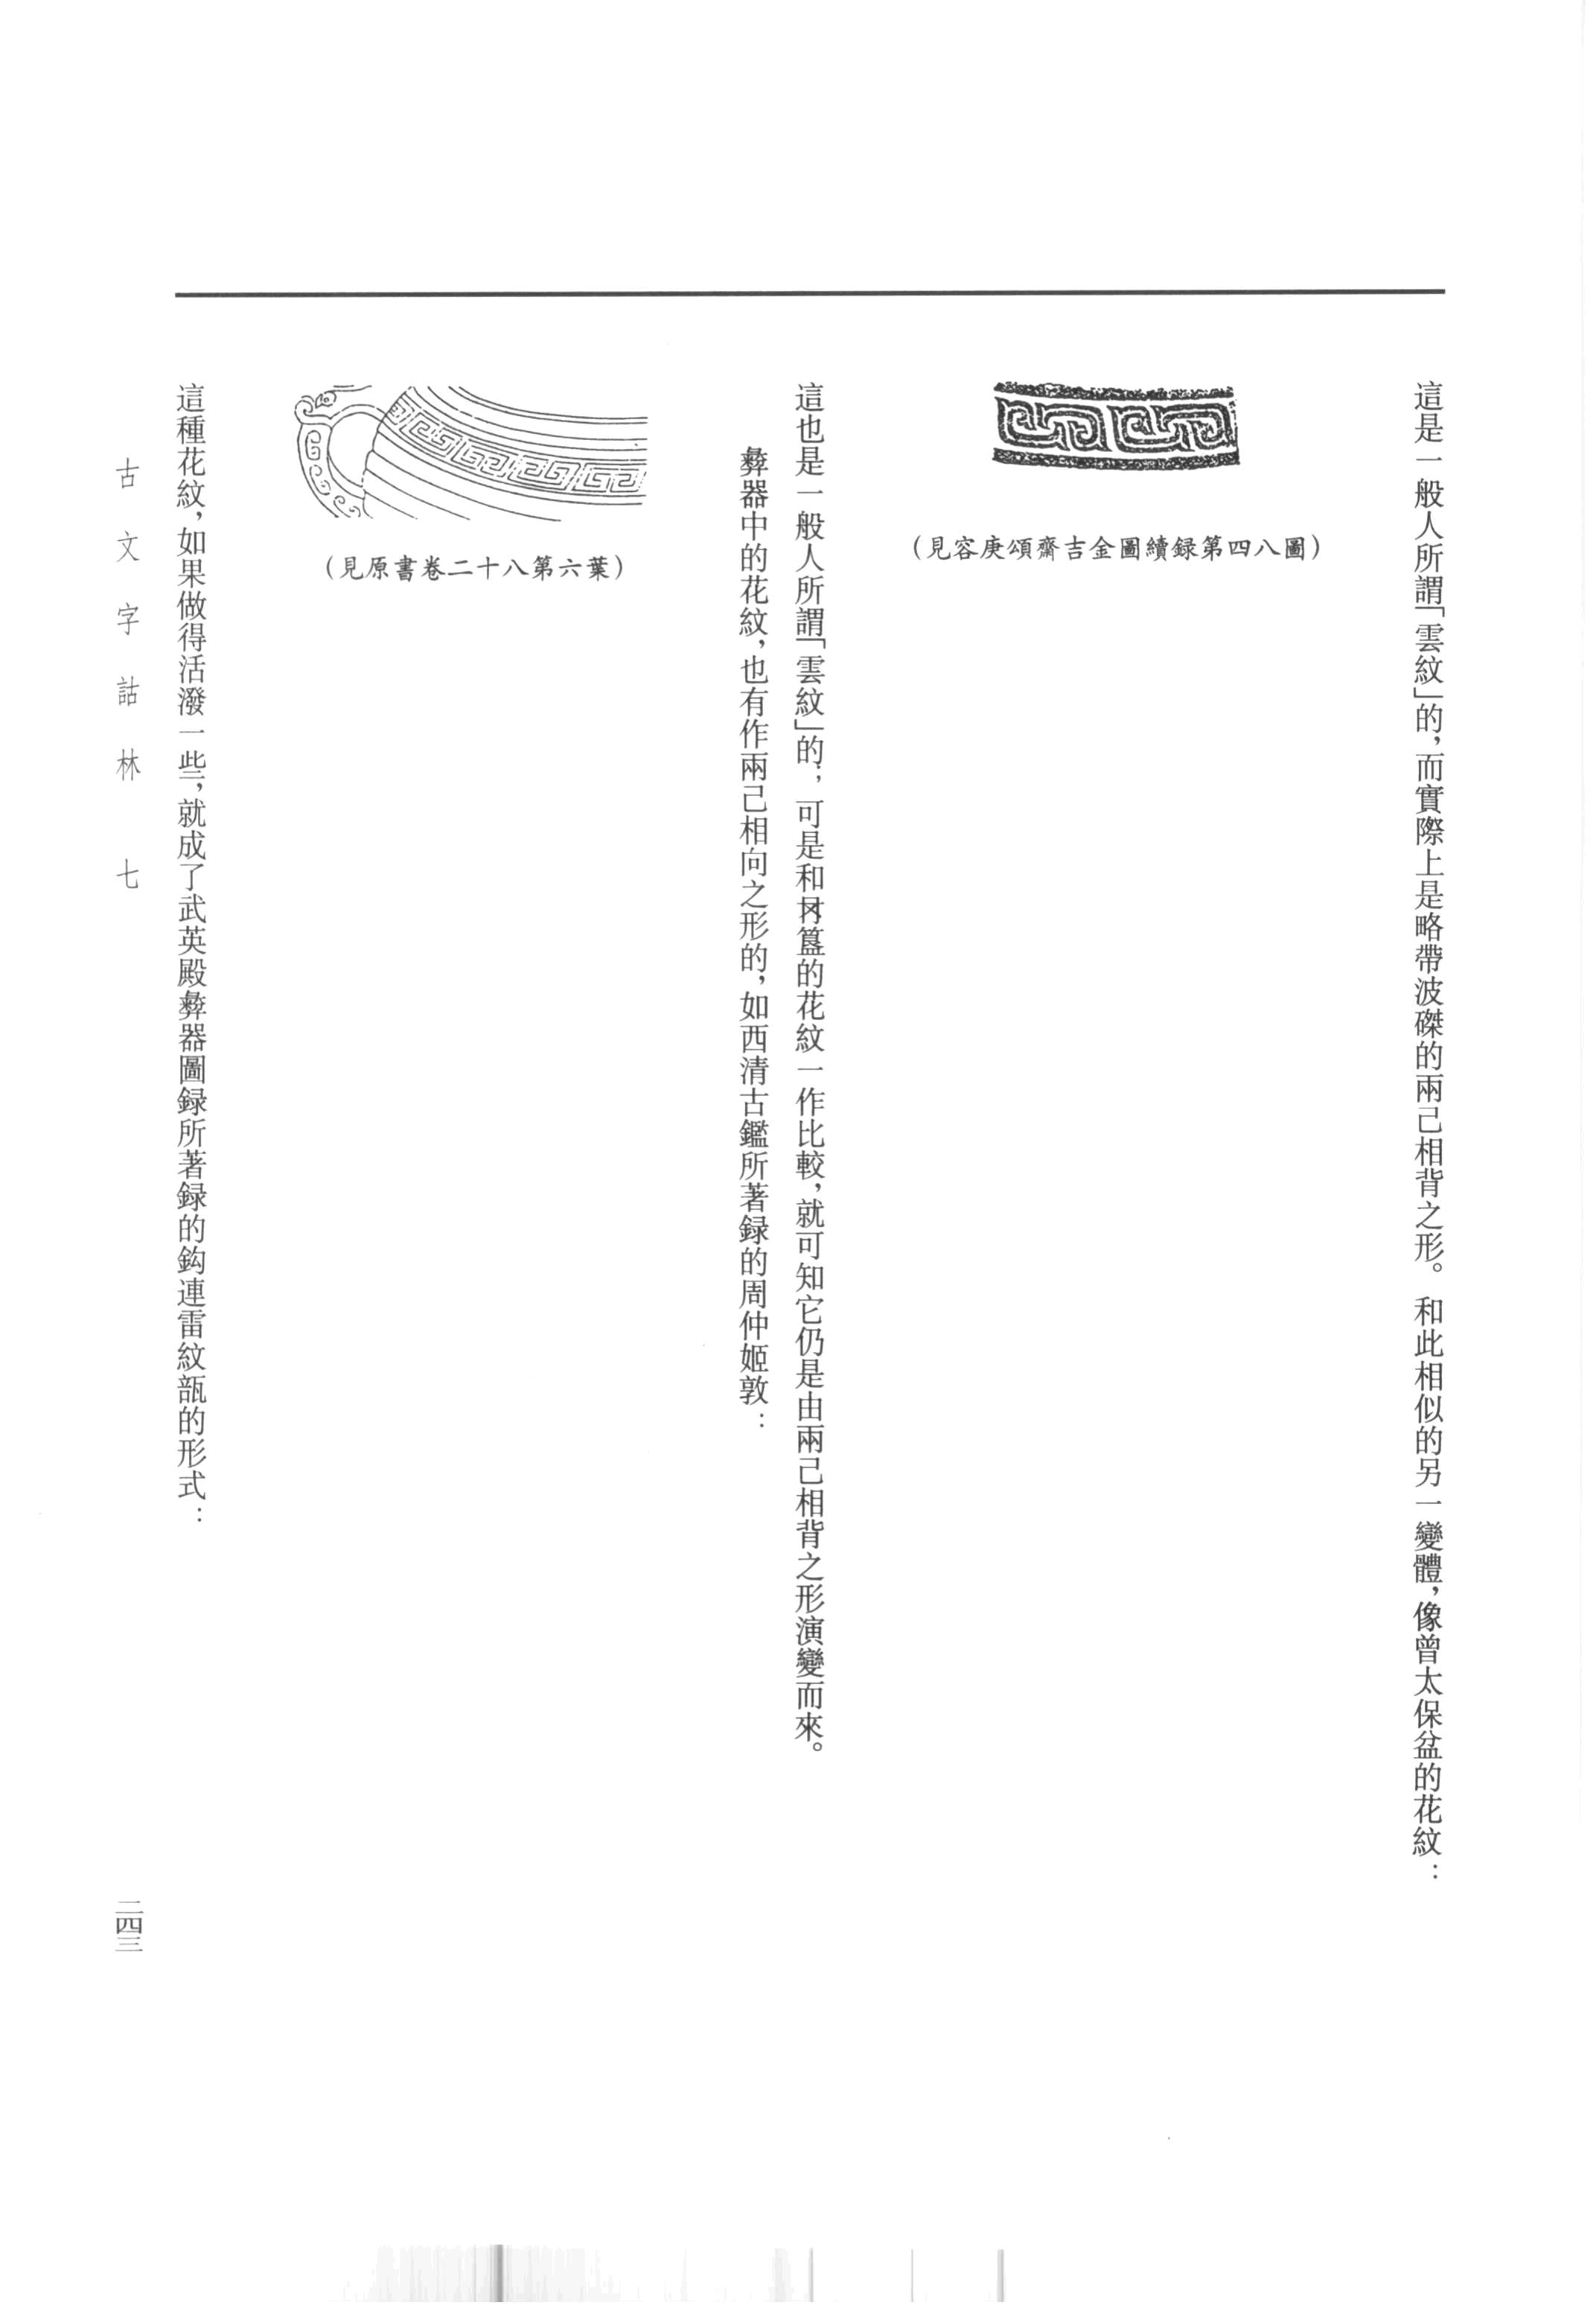 這是一般人所謂「雲紋」的，而實際上是略帶波磔的兩己相背之形。和此相似的另一變體，像曾太保盆的花紋：
（見容庚頌齋吉金圖續録第四八圖）
這也是一般人所謂「雲紋」的；可是和簋的花紋一作比較，就可知它仍是由兩己相背之形演變而來。
彝器中的花紋，也有作兩己相向之形的，如西清古鑑所著録的周仲姬敦：
（見原書卷二十八第六葉）
這種花紋，如果做得活潑一些，就成了武英殿彝器圖録所著録的鈎連雷紋瓿的形式：
古文字詁林 七
二四三